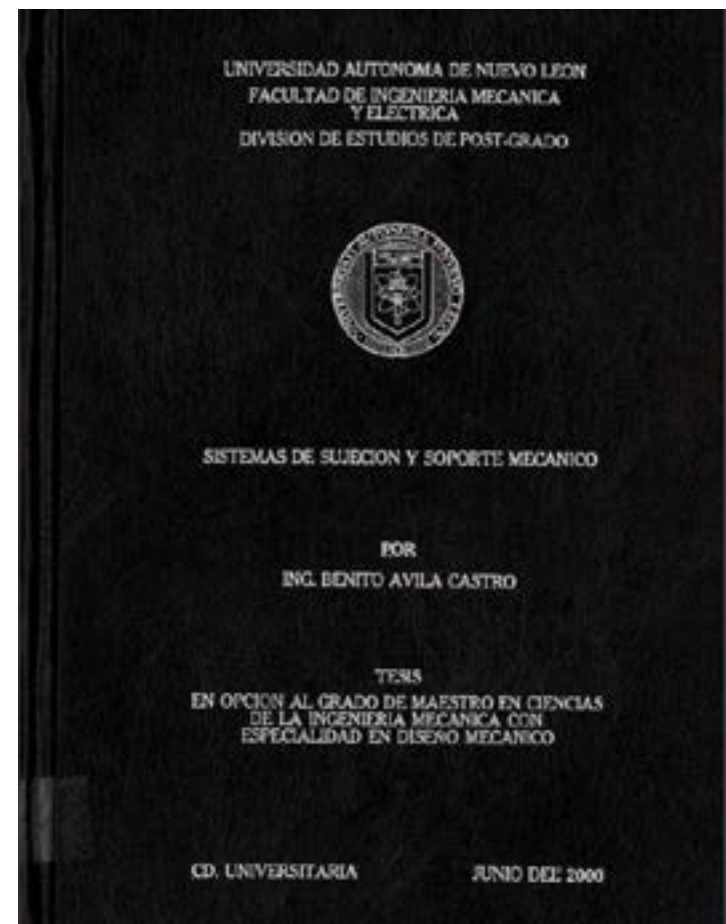 UNIVERSIDAD AUTONOMA DE NUEVO LEON
FACULTAD DE INGENIERIA MECANICA
Y ELECTRICA
DIVISION DE ESTUDIOS DE POST-GRADO
SISTEMAS DE SUJECION Y SOPORTE MECANICO
POR
ING. BENITO AVILA CASTRO
TESIS
EN OPCION AL GRADO DE MAESTRO EN CIENCIAS
DE LA INGENIERIA MECANICA CON
ESPECIALIDAD EN DISEÑO MECANICO
CD. UNIVERSITARIA JUNIO DEL 2000